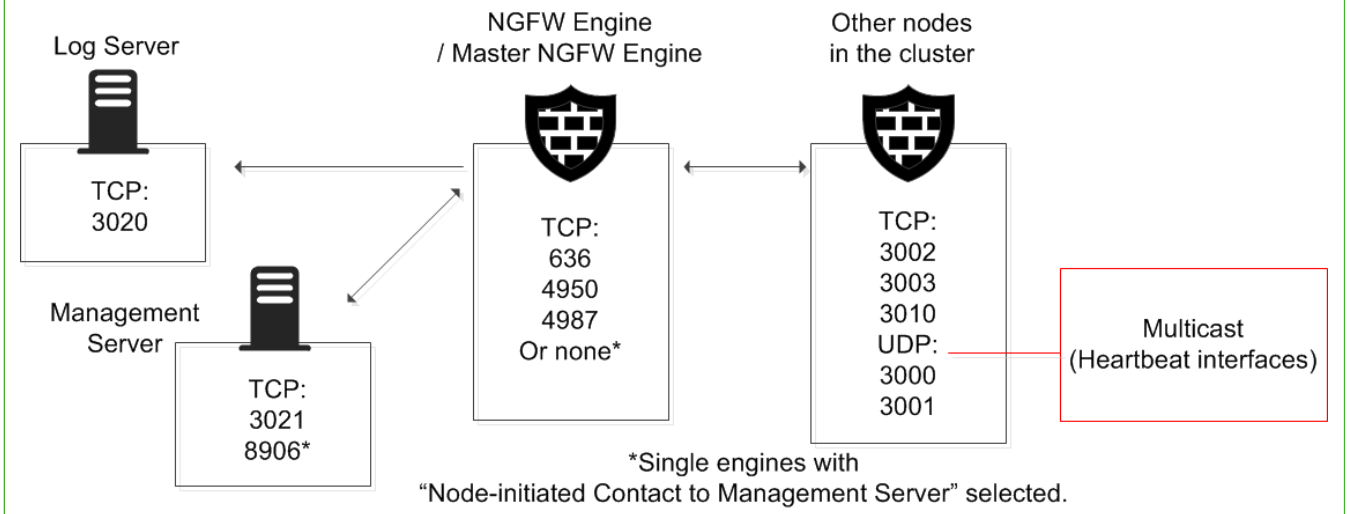 Log Server
TCP:
3020
Management
Server
TCP:
3021
8906*
NGFW Engine
/ Master NGFW Engine
TCP:
636
4950
4987
Or none*
Other nodes
in the cluster
TCP:
3002
3003
3010
UDP:
3000
3001
Multicast
(Heartbeat interfaces)
*Single engines with
“Node-initiated Contact to Management Server” selected.